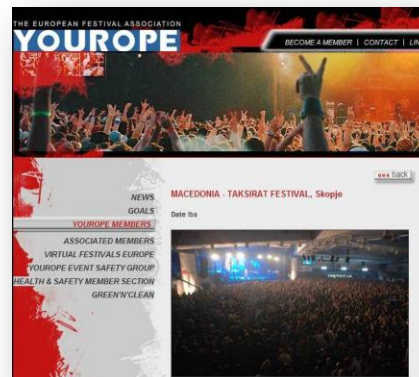 THE EUROPEAN FESTIVAL ASSOCIATION
YOUROPE
BECOME A MEMBER | CONTACT |
back
NEWS
GOALS
YOUROPE MEMBERS
ASSOCIATED MEMBERS
VIRTUAL FESTIVALS EUROPE
YOUROPE EVENT SAFETY GROUP
HEALTH & SAFETY MEMBER SECTION
GREEN'N'CLEAN
MACEDONIA - TAKSIRAT FESTIVAL, Skopje
Date tba